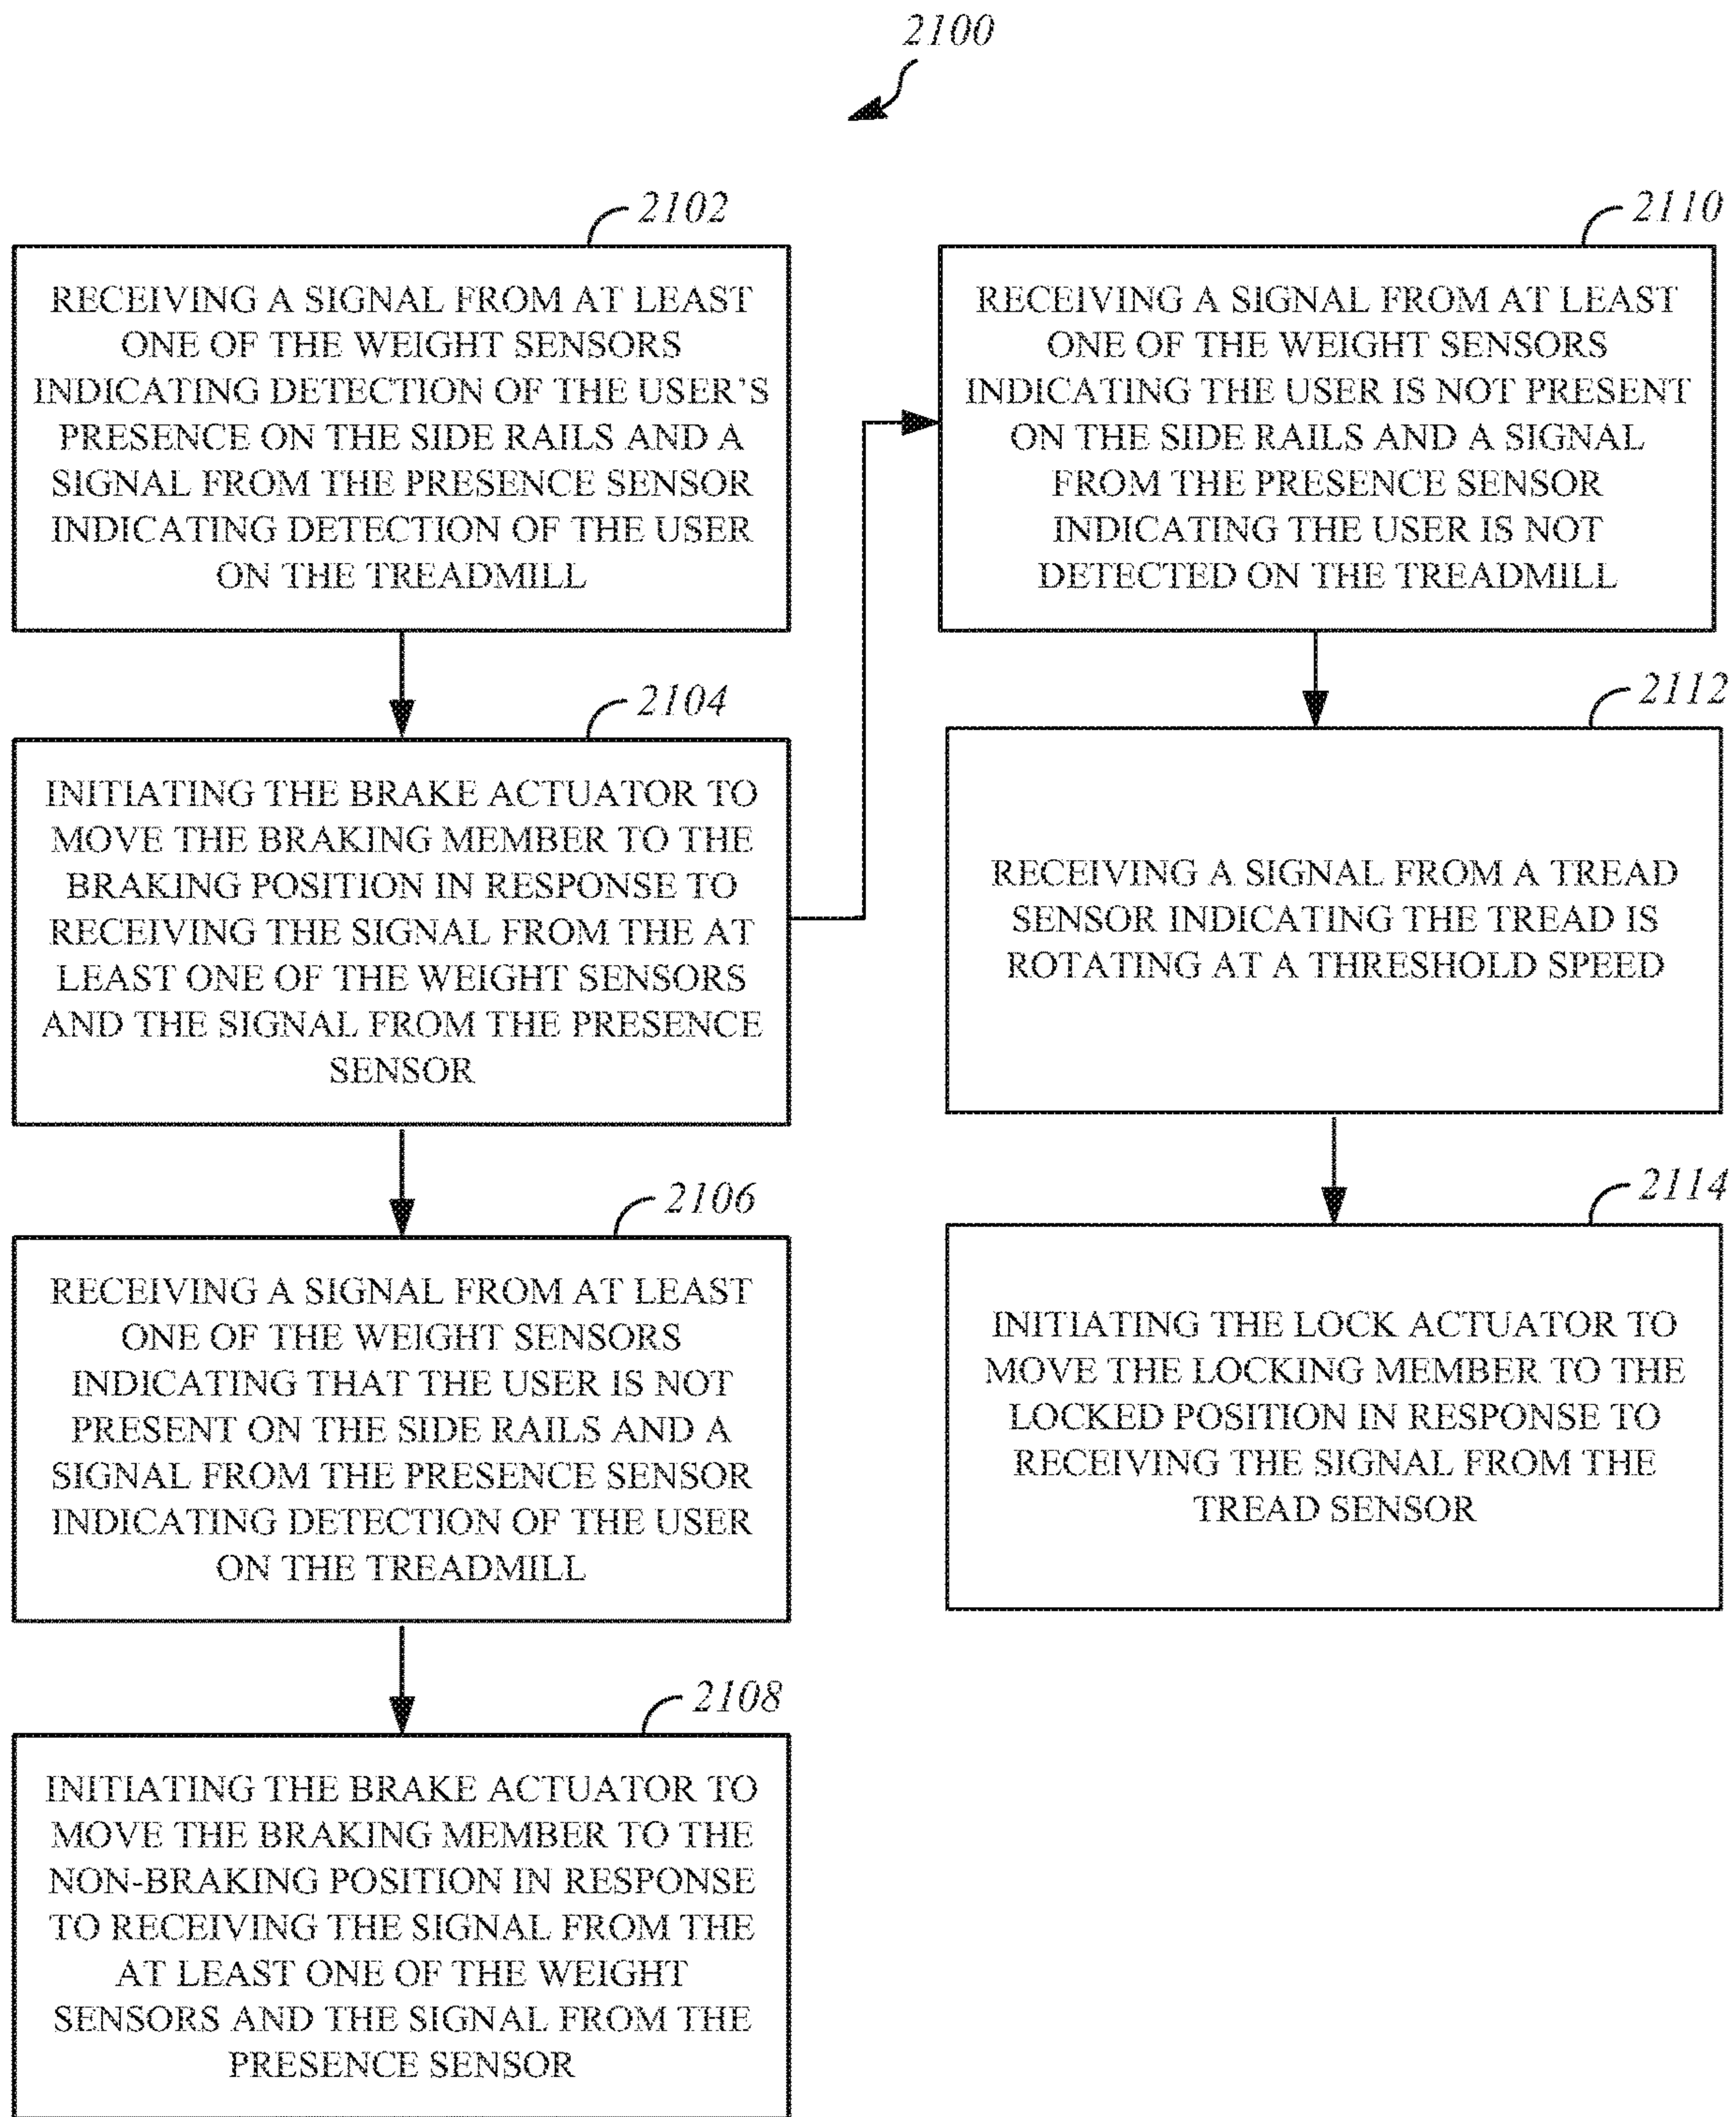 2100
2102
RECEIVING A SIGNAL FROM AT LEAST
ONE OF THE WEIGHT SENSORS
INDICATING DETECTION OF THE USER'S
PRESENCE ON THE SIDE RAILS AND A
SIGNAL FROM THE PRESENCE SENSOR
INDICATING DETECTION OF THE USER
ON THE TREADMILL
2104
INITIATING THE BRAKE ACTUATOR TO
MOVE THE BRAKING MEMBER TO THE
BRAKING POSITION IN RESPONSE TO
RECEIVING THE SIGNAL FROM THE AT
LEAST ONE OF THE WEIGHT SENSORS
AND THE SIGNAL FROM THE PRESENCE
SENSOR
2106
RECEIVING A SIGNAL FROM AT LEAST
ONE OF THE WEIGHT SENSORS
INDICATING THAT THE USER IS NOT
PRESENT ON THE SIDE RAILS AND A
SIGNAL FROM THE PRESENCE SENSOR
INDICATING DETECTION OF THE USER
ON THE TREADMILL
2108
INITIATING THE BRAKE ACTUATOR TO
MOVE THE BRAKING MEMBER TO THE
NON-BRAKING POSITION IN RESPONSE
TO RECEIVING THE SIGNAL FROM THE
AT LEAST ONE OF THE WEIGHT
SENSORS AND THE SIGNAL FROM THE
PRESENCE SENSOR
2110
RECEIVING A SIGNAL FROM AT LEAST
ONE OF THE WEIGHT SENSORS
INDICATING THE USER IS NOT PRESENT
ON THE SIDE RAILS AND A SIGNAL
FROM THE PRESENCE SENSOR
INDICATING THE USER IS NOT
DETECTED ON THE TREADMILL
2112
RECEIVING A SIGNAL FROM A TREAD
SENSOR INDICATING THE TREAD IS
ROTATING AT A THRESHOLD SPEED
2114
INITIATING THE LOCK ACTUATOR TO
MOVE THE LOCKING MEMBER TO THE
LOCKED POSITION IN RESPONSE TO
RECEIVING THE SIGNAL FROM THE
TREAD SENSOR